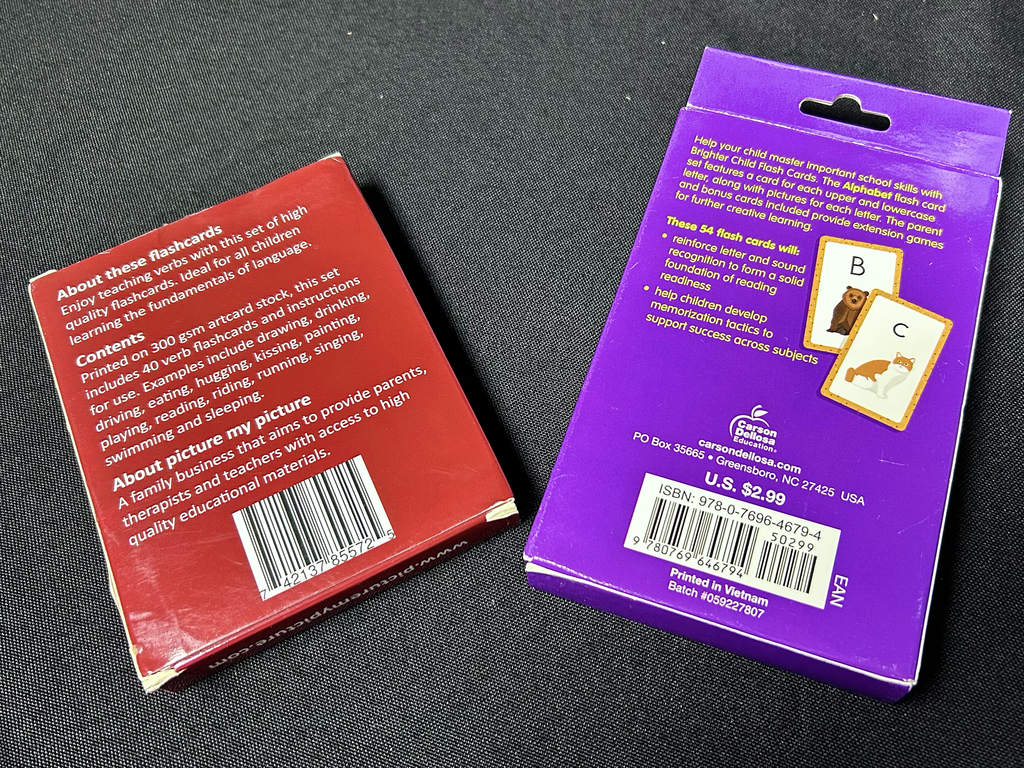 About these flashcards
Enjoy teaching verbs with this set of high
quality flashcards. Ideal for all children
learning the fundamentals of language.
Contents
Printed on 300 gsm artcard stock, this set
includes 40 verb flashcards and instructions
for use. Examples include drawing, drinking,
driving, eating, hugging, kissing, painting,
playing, reading, riding, running, singing,
swimming and sleeping.
About picture my picture
A family business that aims to provide parents,
therapists and teachers with access to high
quality educational materials.
7 42137 85572 5
www.picturemypicture.com
Help your child master important school skills with
Brighter Child Flash Cards. The Alphabet flash card
set features a card for each upper and lowercase
letter, along with pictures for each letter. The parent
and bonus cards included provide extension games
for further creative learning.
These 54 flash cards will:
• reinforce letter and sound
recognition to form a solid
foundation of reading
readiness
• help children develop
memorization tactics to
support success across subjects
B
C
Carson
Dellosa
Education®
carsondellosa.com
PO Box 35665 • Greensboro, NC 27425 USA
U.S. $2.99
ISBN: 978-0-7696-4679-4
50299
9 780769 646794
EAN
Printed in Vietnam
Batch #059227807